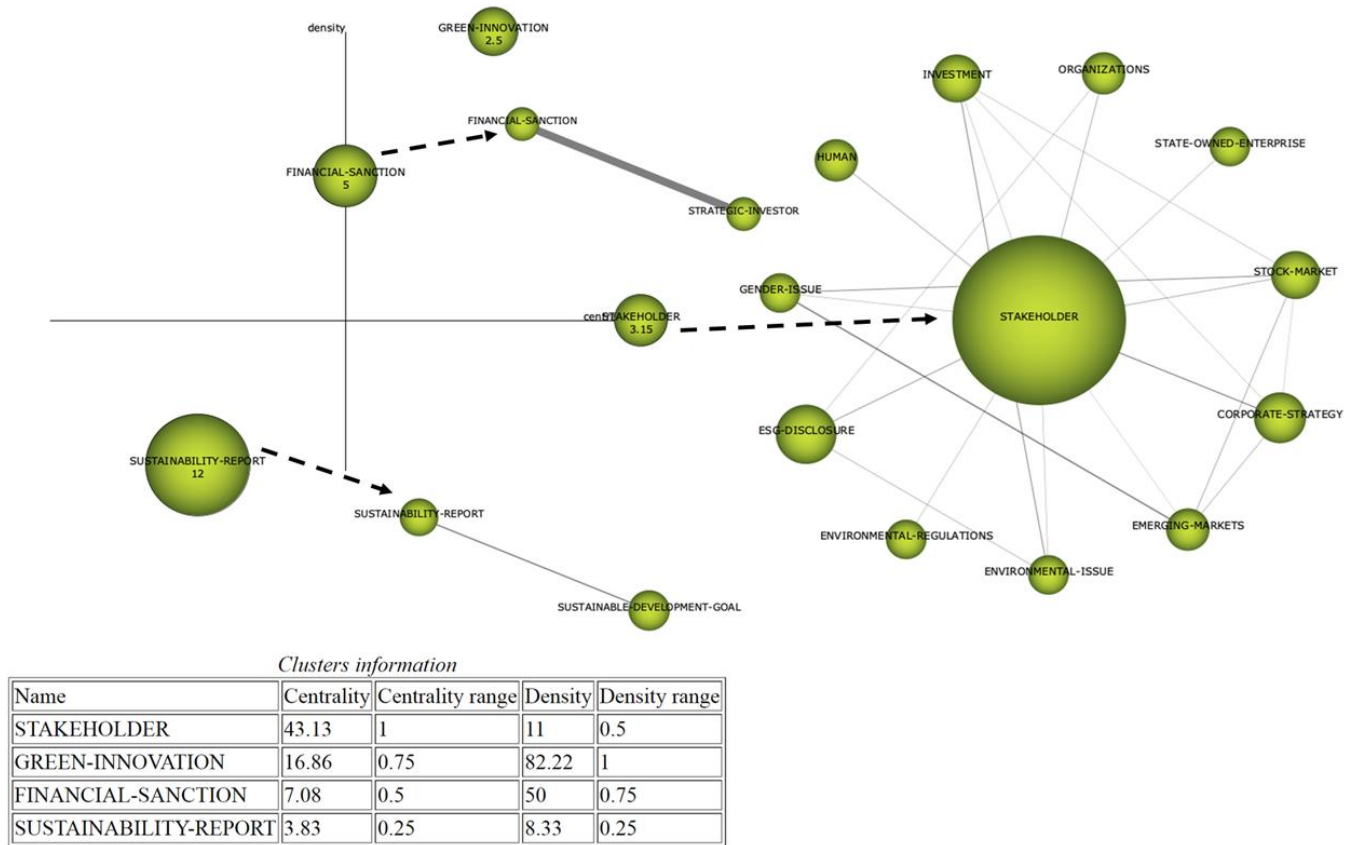 density
GREEN-INNOVATION
2.5
FINANCIAL-SANCTION
5
centr
STAKEHOLDER
3.15
SUSTAINABILITY-REPORT
12
FINANCIAL-SANCTION
STRATEGIC-INVESTOR
SUSTAINABILITY-REPORT
SUSTAINABLE-DEVELOPMENT-GOAL
INVESTMENT
ORGANIZATIONS
HUMAN
STATE-OWNED-ENTERPRISE
GENDER-ISSUE
STOCK-MARKET
STAKEHOLDER
CORPORATE-STRATEGY
ESG-DISCLOSURE
EMERGING-MARKETS
ENVIRONMENTAL-REGULATIONS
ENVIRONMENTAL-ISSUE
Clusters information
Name Centrality Centrality range Density Density range
STAKEHOLDER 43.13 1 11 0.5
GREEN-INNOVATION 16.86 0.75 82.22 1
FINANCIAL-SANCTION 7.08 0.5 50 0.75
SUSTAINABILITY-REPORT 3.83 0.25 8.33 0.25